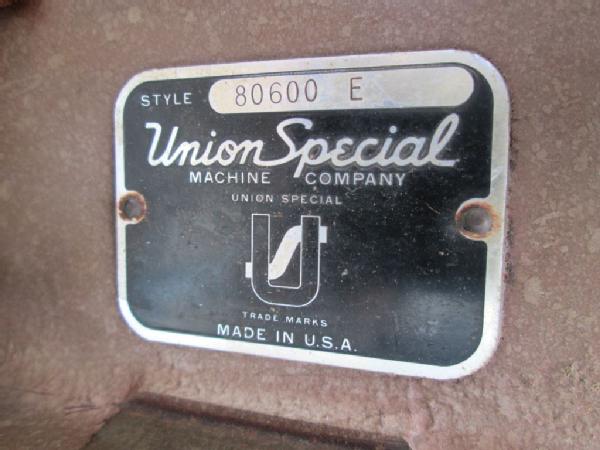 STYLE 80600 E
Union Special
MACHINE COMPANY
UNION SPECIAL
US
TRADE MARKS
MADE IN U.S.A.